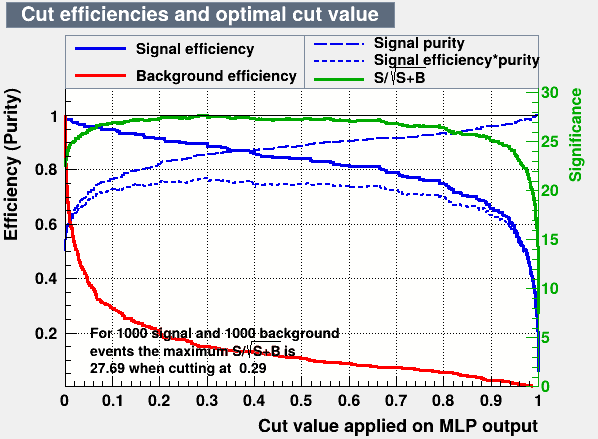 Cut efficiencies and optimal cut value
Signal efficiency
Background efficiency
Signal purity
Signal efficiency*purity
S/√S+B
Efficiency (Purity)
1
0.8
0.6
0.4
0.2
For 1000 signal and 1000 background
events the maximum S/√S+B is
27.69 when cutting at 0.29
30
25
20
15
10
5
0
Significance
0 0.1 0.2 0.3 0.4 0.5 0.6 0.7 0.8 0.9 1
Cut value applied on MLP output